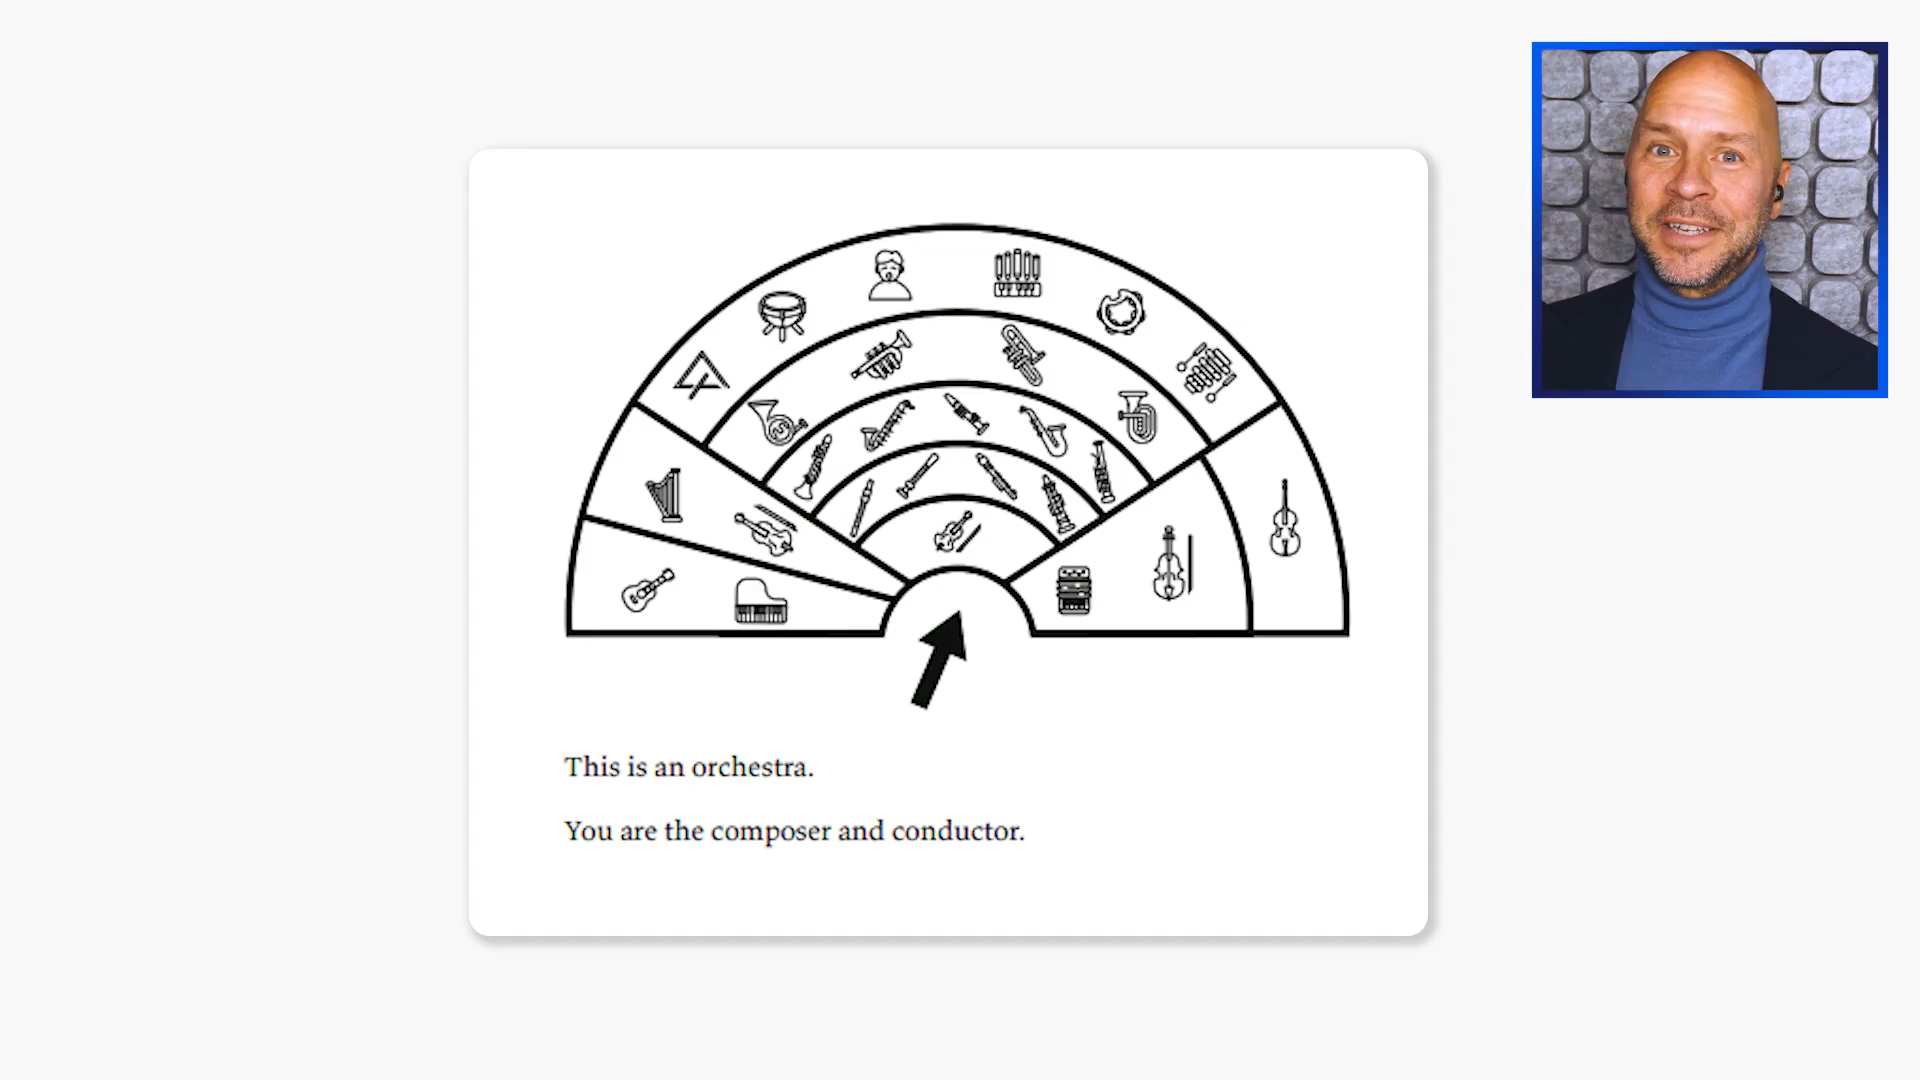 This is an orchestra.
You are the composer and conductor.